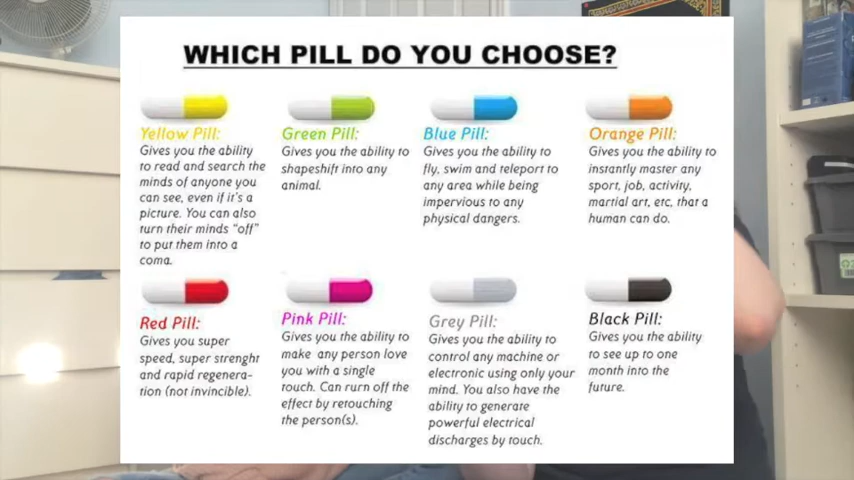 WHICH PILL DO YOU CHOOSE?
Yellow Pill:
Gives you the ability
to read and search the
minds of anyone you
can see, even if it's a
picture. You can also
turn their minds "off"
to put them into a
coma.
Green Pill:
Gives you the ability to
shapeshift into any
animal.
Blue Pill:
Gives you the ability to
fly, swim and teleport to
any area while being
impervious to any
physical dangers.
Orange Pill:
Gives you the ability to
instantly master any
sport, job, activity,
martial art, etc, that a
human can do.
Red Pill:
Gives you super
speed, super strenght
and rapid regenera-
tion (not invincible).
Pink Pill:
Gives you the ability to
make any person love
you with a single
touch. Can rurn off the
effect by retouching
the person(s).
Grey Pill:
Gives you the ability to
control any machine or
electronic using only your
mind. You also have the
ability to generate
powerful electrical
discharges by touch.
Black Pill:
Gives you the ability
to see up to one
month into the
future.